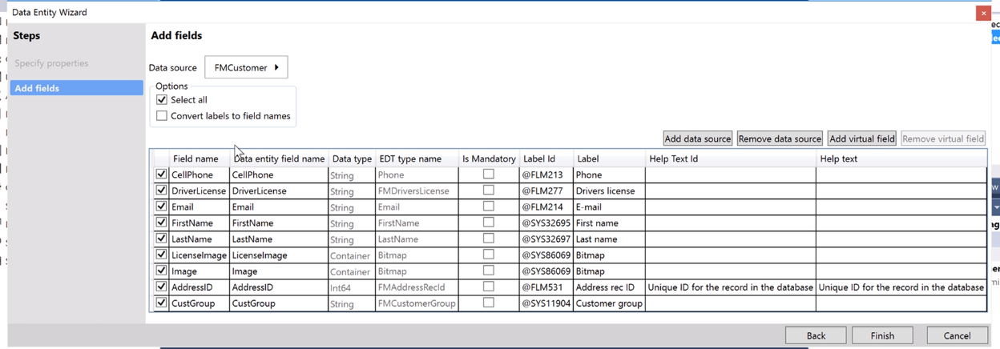 Data Entity Wizard
×
Steps
Specify properties
Add fields
Add fields
Data source FMCustomer
Options
Select all
Convert labels to field names
Add data source Remove data source Add virtual field Remove virtual field
Field name Data entity field name Data type EDT type name Is Mandatory Label Id Label Help Text Id Help text
CellPhone CellPhone String Phone @FLM213 Phone
DriverLicense DriverLicense String FMDriversLicense @FLM277 Drivers license
Email Email String Email @FLM214 E-mail
FirstName FirstName String FirstName @SYS32695 First name
LastName LastName String LastName @SYS32697 Last name
LicenseImage LicenseImage Container Bitmap @SYS86069 Bitmap
Image Image Container Bitmap @SYS86069 Bitmap
AddressID AddressID Int64 FMAddressRecId @FLM531 Address rec ID Unique ID for the record in the database Unique ID for the record in the database
CustGroup CustGroup String FMCustomerGroup @SYS11904 Customer group
Back Finish Cancel